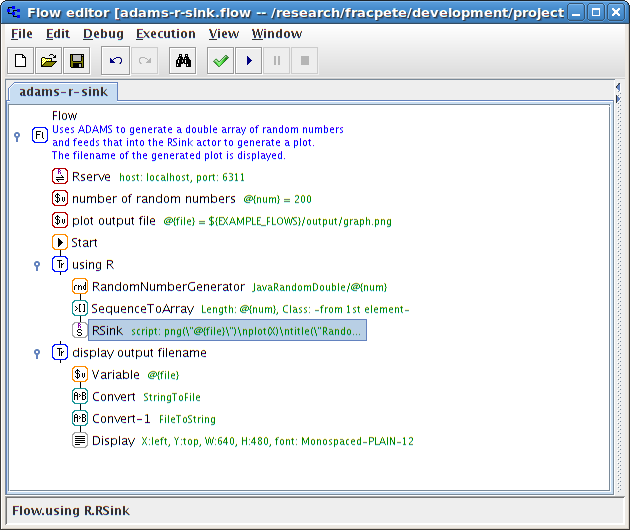 Flow editor [adams-r-sink.flow -- /research/fracpete/development/project
File Edit Debug Execution View Window
adams-r-sink
Flow
Fl
Uses ADAMS to generate a double array of random numbers
and feeds that into the RSink actor to generate a plot.
The filename of the generated plot is displayed.
R Rserve host: localhost, port: 6311
$v number of random numbers @{num} = 200
$v plot output file @{file} = ${EXAMPLE_FLOWS}/output/graph.png
Start
Tr using R
rnd RandomNumberGenerator JavaRandomDouble/@{num}
>[] SequenceToArray Length: @{num}, Class: -from 1st element-
R S RSink script: png(\"@{file}\")\nplot(X)\ntitle(\"Rando...
Tr display output filename
$v Variable @{file}
A›B Convert StringToFile
A›B Convert-1 FileToString
Display X:left, Y:top, W:640, H:480, font: Monospaced-PLAIN-12
Flow.using R.RSink